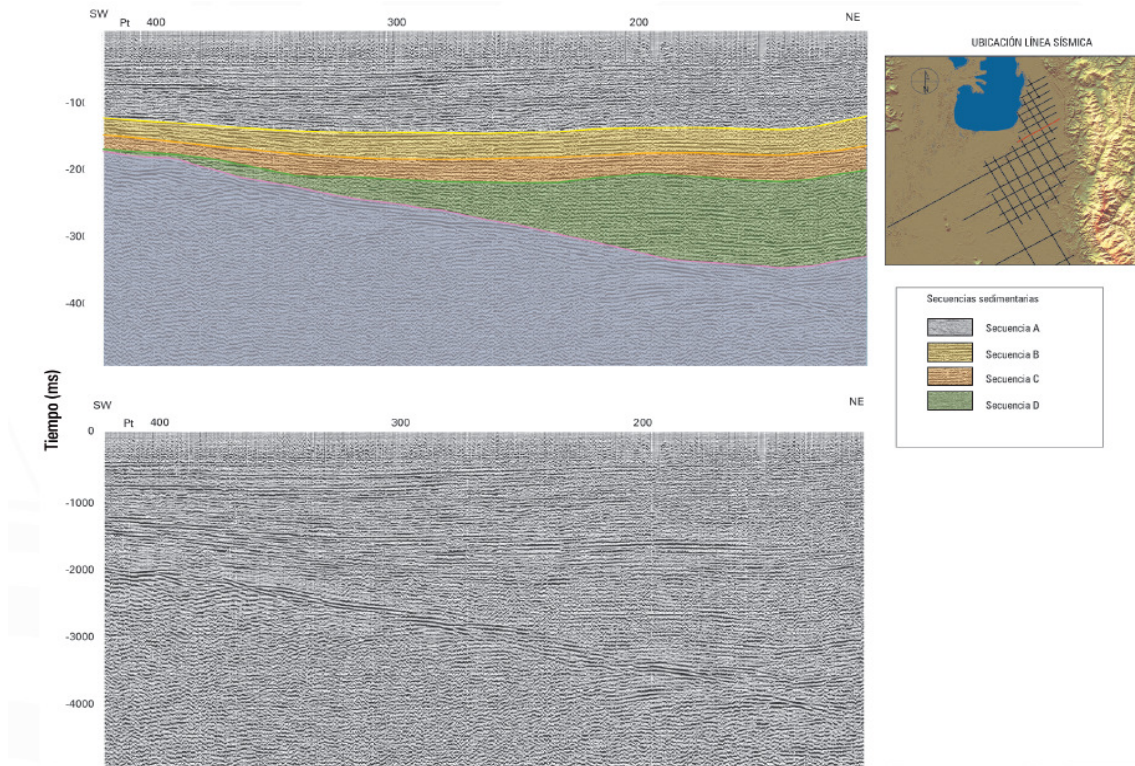 SW
NE
Pt
400
300
200
-10(
-20(
-30(
-40(
UBICACIÓN LÍNEA SÍSMICA
N
Secuencias sedimentarias
Secuencia A
Secuencia B
Secuencia C
Secuencia D
Tiempo (ms)
SW
NE
Pt
400
300
200
0
-1000
-2000
-3000
-4000